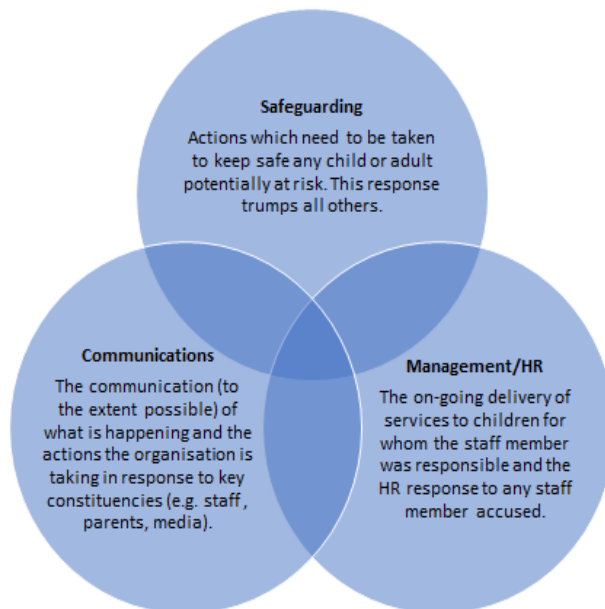 Safeguarding
Actions which need to be taken
to keep safe any child or adult
potentially at risk. This response
trumps all others.
Communications
The communication (to
the extent possible) of
what is happening and the
actions the organisation is
taking in response to key
constituencies (e.g. staff,
parents, media).
Management/HR
The on-going delivery of
services to children for
whom the staff member
was responsible and the
HR response to any staff
member accused.